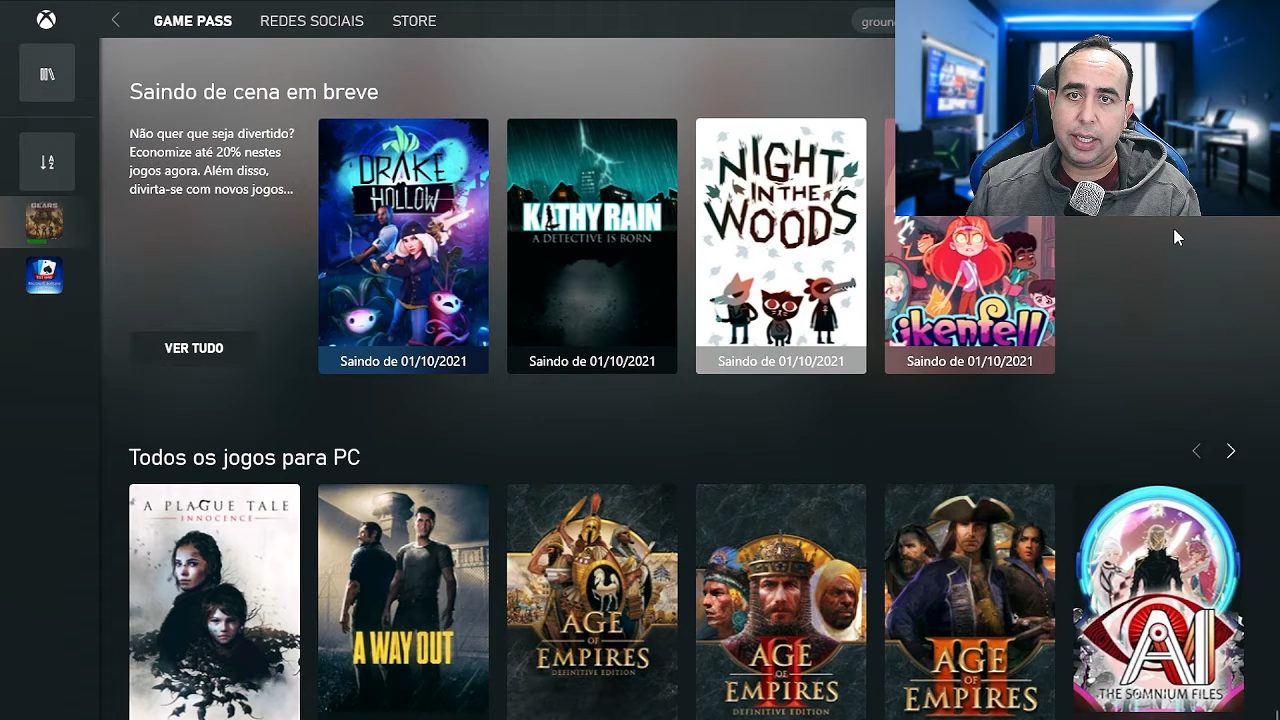 GAME PASS
REDES SOCIAIS
STORE
groun
Saindo de cena em breve
Não quer que seja divertido?
Economize até 20% nestes
jogos agora. Além disso,
divirta-se com novos jogos...
VER TUDO
DRAKE
HOLLOW
Saindo de 01/10/2021
KATHY RAIN
A DETECTIVE IS BORN
Saindo de 01/10/2021
NIGHT
IN THE
WOODS
Saindo de 01/10/2021
ikenfell
Saindo de 01/10/2021
GEARS
Todos os jogos para PC
A PLAGUE TALE
INNOCENCE
A WAY OUT
AGE
OF
EMPIRES
DEFINITIVE EDITION
AGE
OF
EMPIRES
II
DEFINITIVE EDITION
AGE
OF
EMPIRES
III
AI
THE SOMNIUM FILES